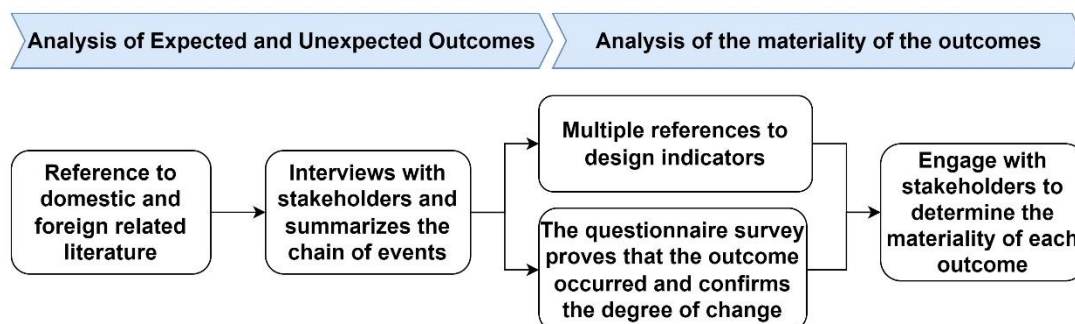 Analysis of Expected and Unexpected Outcomes
Analysis of the materiality of the outcomes
Reference to
domestic and
foreign related
literature
Interviews with
stakeholders and
summarizes the
chain of events
Multiple references to
design indicators
The questionnaire survey
proves that the outcome
occurred and confirms
the degree of change
Engage with
stakeholders to
determine the
materiality of each
outcome